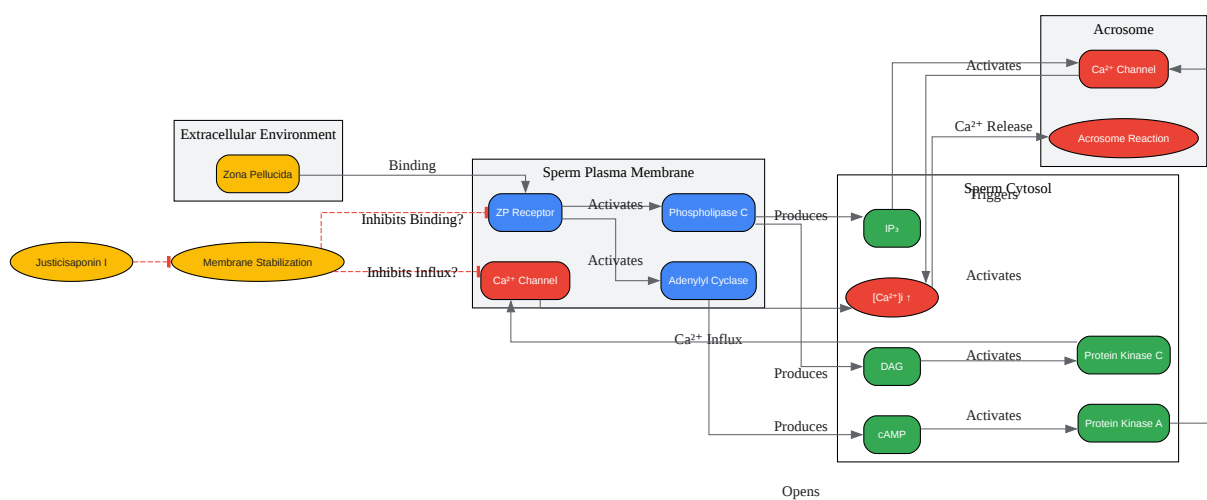 Acrosome
Ca²⁺ Channel
Activates
Ca²⁺ Release
Acrosome Reaction
Extracellular Environment
Zona Pellucida
Binding
Sperm Plasma Membrane
ZP Receptor
Activates
Phospholipase C
Activates
Ca²⁺ Channel
Adenylyl Cyclase
Justicisaponin I
Membrane Stabilization
Inhibits Binding?
Inhibits Influx?
Sperm Cytosol
Triggers
Produces
IP₃
Activates
[Ca²⁺]i ↑
Ca²⁺ Influx
Produces
DAG
Activates
Protein Kinase C
Produces
cAMP
Activates
Protein Kinase A
Opens